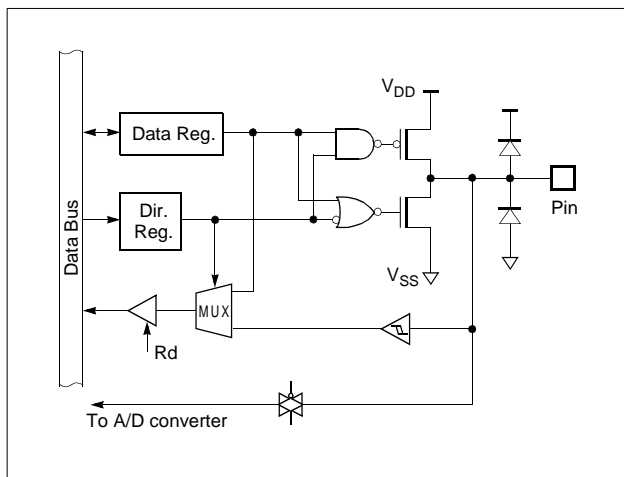 VDD
Data Reg.
Dir.
Reg.
Data Bus
Pin
VSS
MUX
Rd
To A/D converter